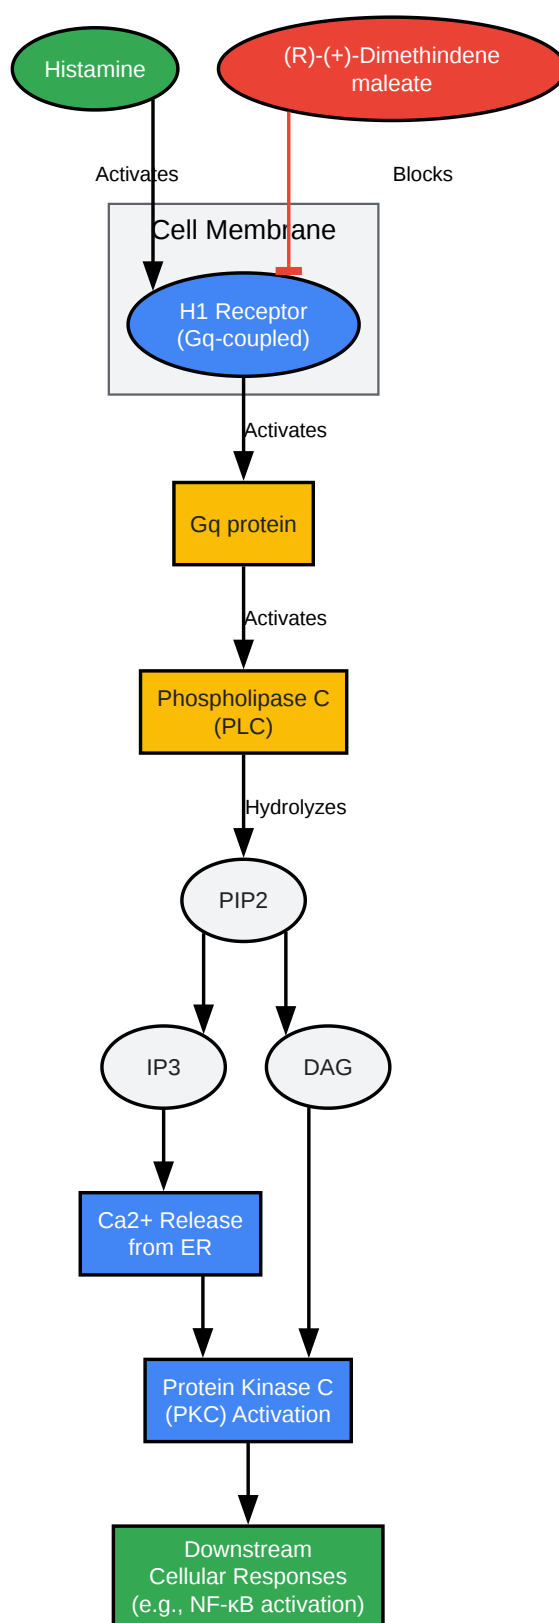 Histamine
(R)-(+)-Dimethindene
maleate
Activates
Blocks
Cell Membrane
H1 Receptor
(Gq-coupled)
Activates
Gq protein
Activates
Phospholipase C
(PLC)
Hydrolyzes
PIP2
IP3
DAG
Ca2+ Release
from ER
Protein Kinase C
(PKC) Activation
Downstream
Cellular Responses
(e.g., NF-κB activation)